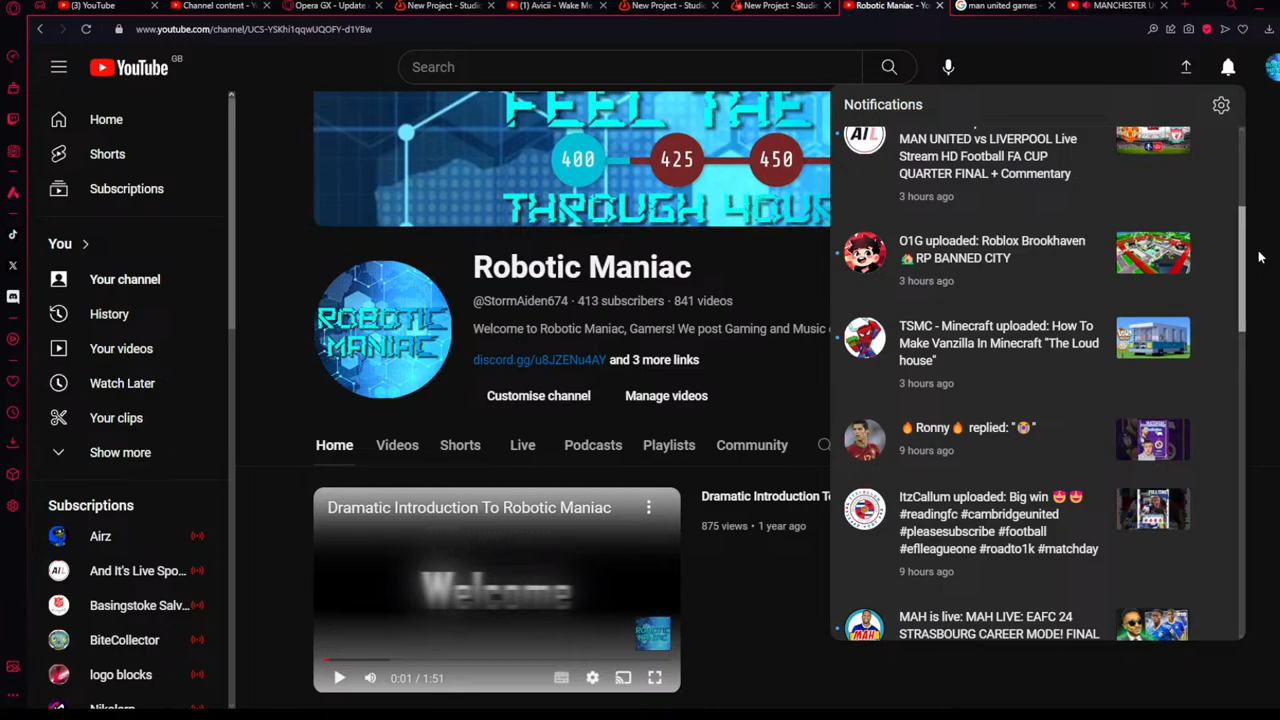 (3) YouTube
Channel content - Y
Opera GX - Update
New Project - Studi
(1) Avicii - Wake Me
New Project - Studi
New Project - Studi
Robotic Maniac - Yo
man united games -
MANCHESTER U
www.youtube.com/channel/UCS-YSKhi1qqwUQOFY-d1YBw
YouTube GB
Search
Home
Shorts
Subscriptions
You
Your channel
History
Your videos
Watch Later
Your clips
Show more
Subscriptions
Airz
And It's Live Spo...
Basingstoke Salv...
BiteCollector
logo blocks
FEEL THE
400 425 450
THROUGH YOUR
ROBOTIC
MANIAC
Robotic Maniac
@StormAiden674 · 413 subscribers · 841 videos
Welcome to Robotic Maniac, Gamers! We post Gaming and Music
discord.gg/u8JZENu4AY and 3 more links
Customise channel
Manage videos
Home
Videos
Shorts
Live
Podcasts
Playlists
Community
Dramatic Introduction To Robotic Maniac
Welcome
0:01 / 1:51
Dramatic Introduction T
875 views · 1 year ago
Notifications
AIL
MAN UNITED vs LIVERPOOL Live
Stream HD Football FA CUP
QUARTER FINAL + Commentary
3 hours ago
O1G uploaded: Roblox Brookhaven
🏠RP BANNED CITY
3 hours ago
TSMC - Minecraft uploaded: How To
Make Vanzilla In Minecraft "The Loud
house"
3 hours ago
🔥Ronny🔥 replied: "😭"
9 hours ago
ItzCallum uploaded: Big win 😍😍
#readingfc #cambridgeunited
#pleasesubscribe #football
#eflleagueone #roadto1k #matchday
9 hours ago
MAH
MAH is live: MAH LIVE: EAFC 24
STRASBOURG CAREER MODE! FINAL